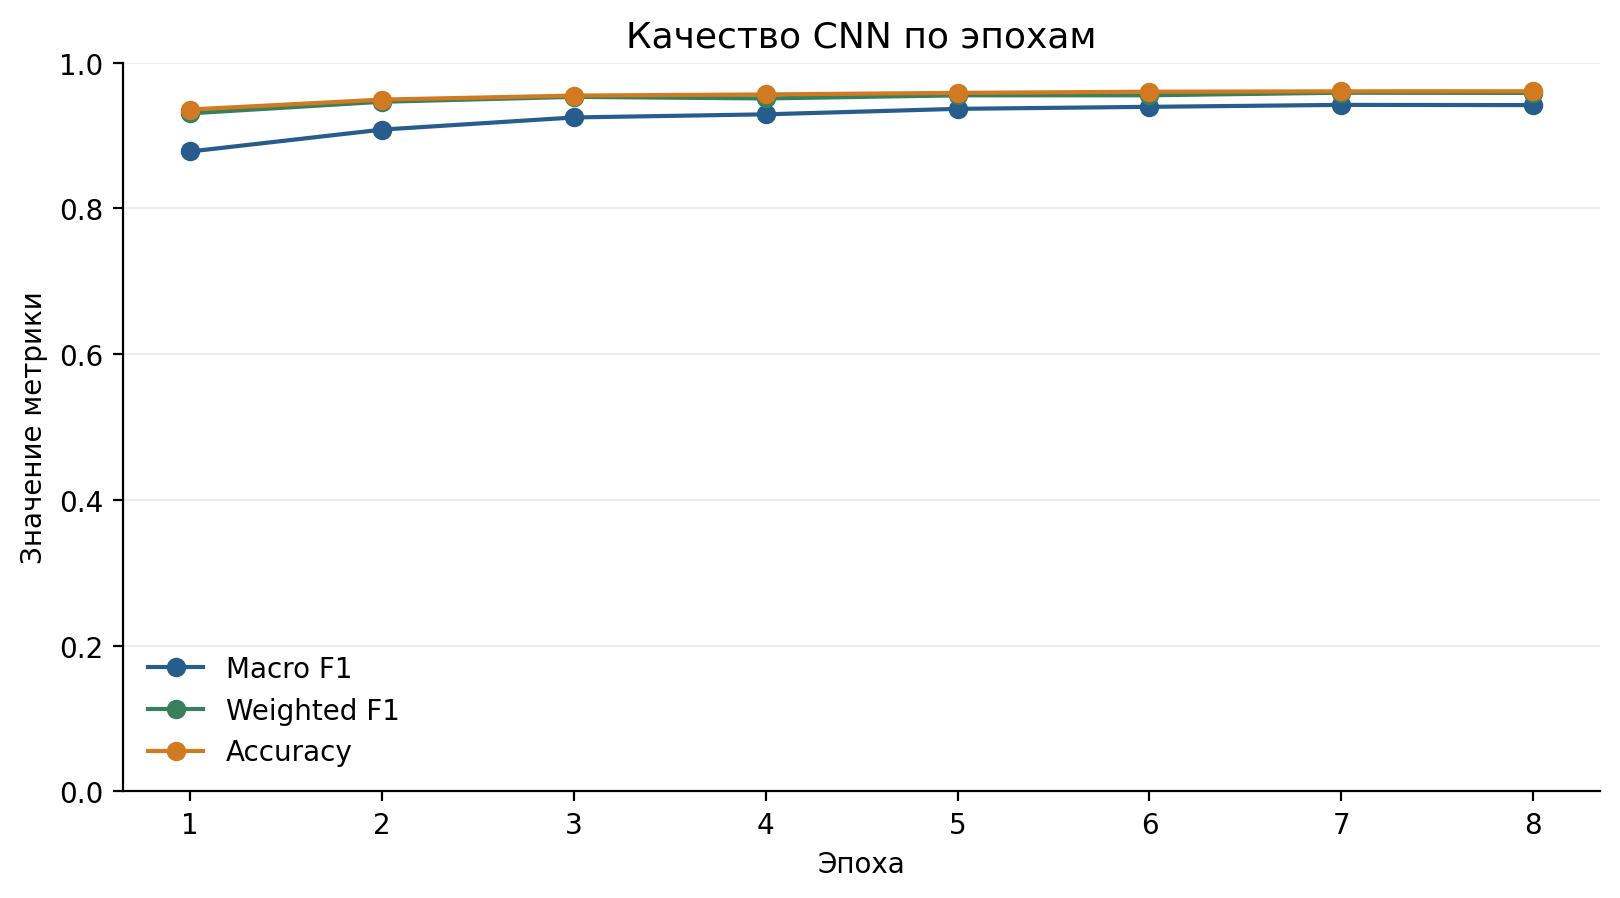 Качество CNN по эпохам
1.0
0.8
0.6
0.4
0.2
0.0
Значение метрики
Macro F1
Weighted F1
Accuracy
1 2 3 4 5 6 7 8
Эпоха